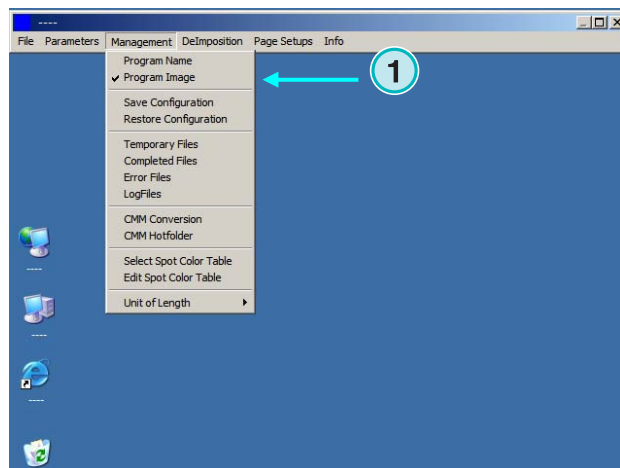 ----
File Parameters Management DeImposition Page Setups Info
Program Name
Program Image
1
Save Configuration
Restore Configuration
Temporary Files
Completed Files
Error Files
LogFiles
CMM Conversion
CMM Hotfolder
Select Spot Color Table
Edit Spot Color Table
Unit of Length
----
----
----